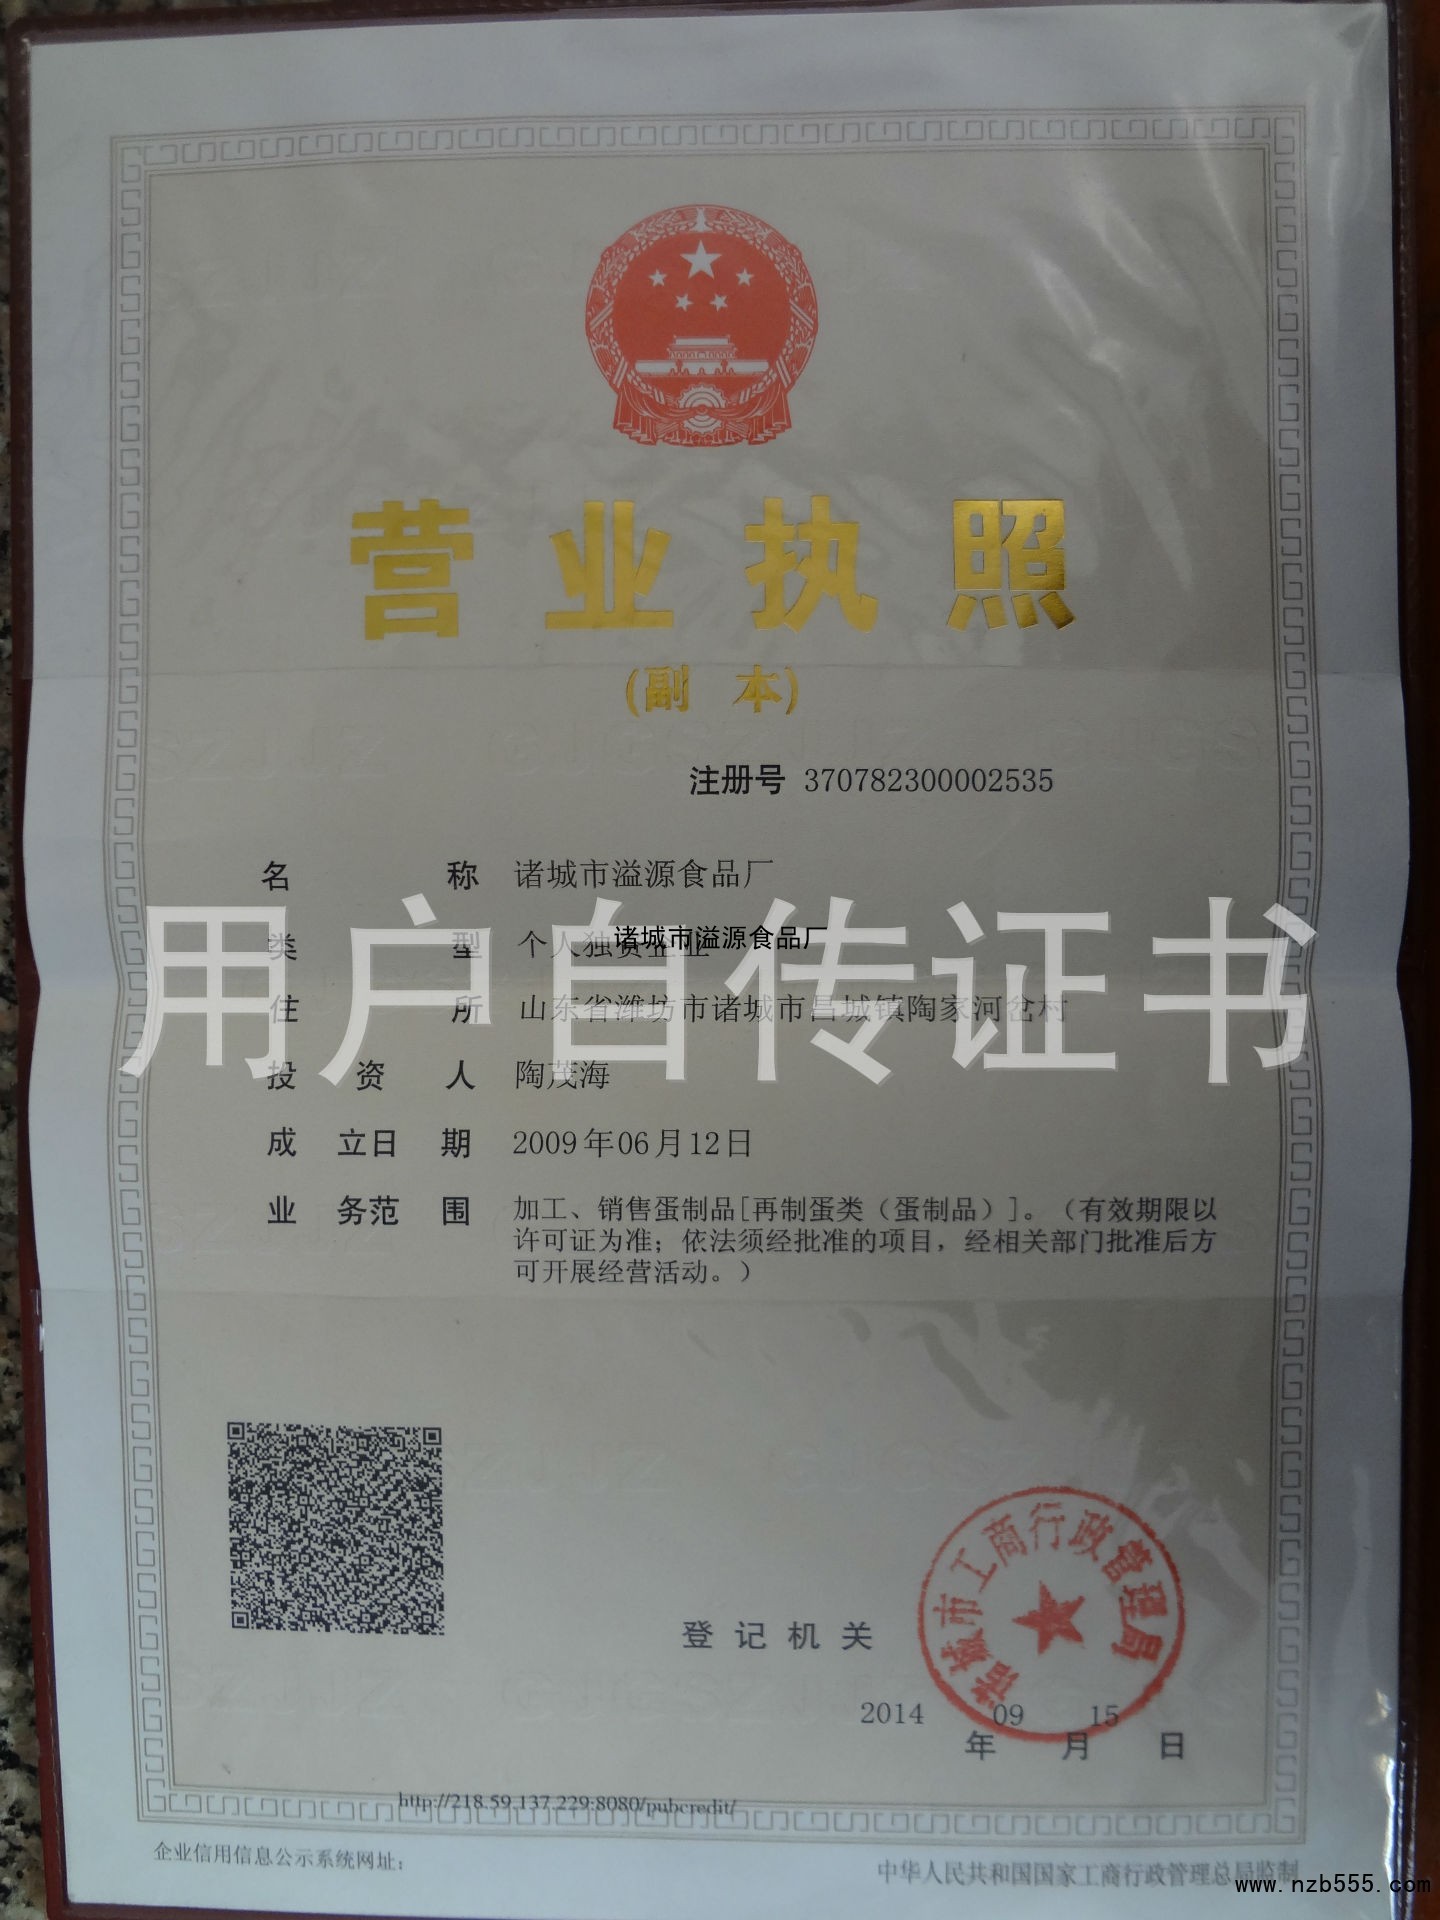 营业执照
(副 本)
注册号 370782300002535
名 称 诸城市溢源食品厂
类 型 个人独资企业
诸城市溢源食品厂
用户自传证书
住 所 山东省潍坊市诸城市昌城镇陶家河岔村
投 资 人 陶茂海
成 立 日 期 2009年06月12日
业 务 范 围 加工、销售蛋制品[再制蛋类（蛋制品）]。（有效期限以
许可证为准；依法须经批准的项目，经相关部门批准后方
可开展经营活动。）
诸城市工商行政管理局
登 记 机 关
2014 09 15
年 月 日
http://218.59.137.229:8080/pubcredit/
企业信用信息公示系统网址：
中华人民共和国国家工商行政管理总局监制
www.nzb555.com